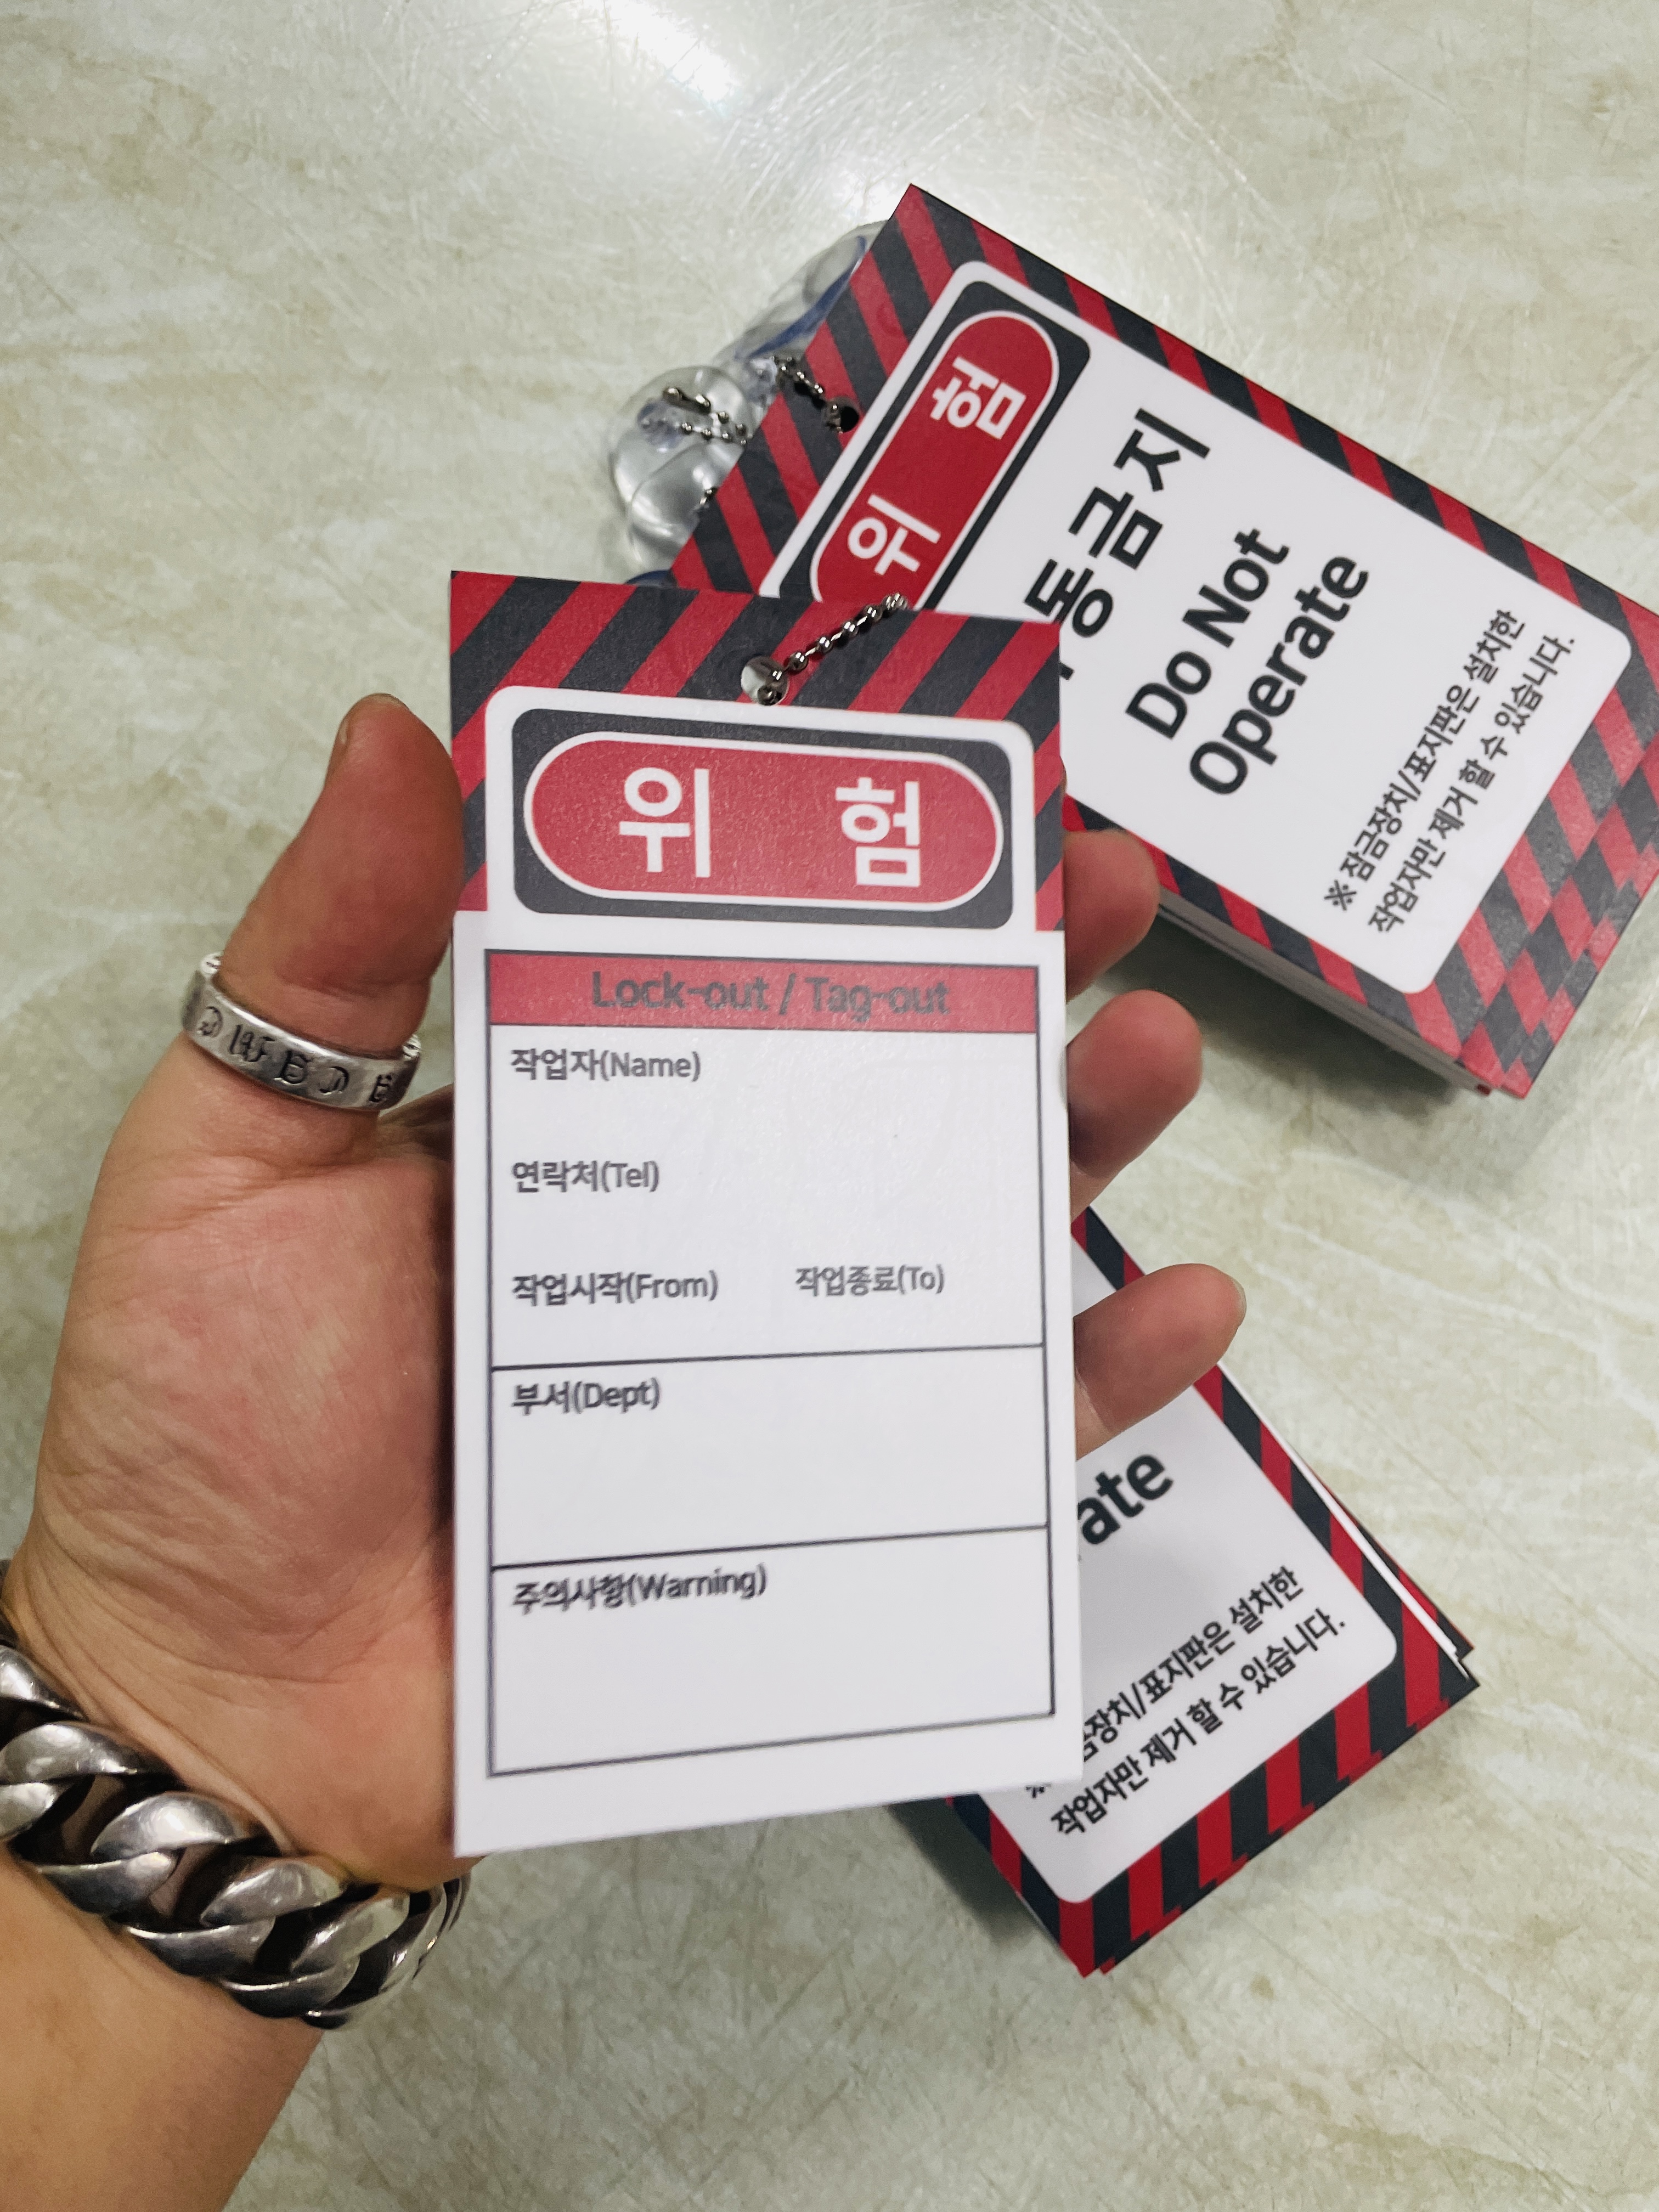 위 험
Lock-out / Tag-out
작업자(Name)
연락처(Tel)
작업시작(From) 작업종료(To)
부서(Dept)
주의사항(Warning)
위 험
동금지
Do Not
Operate
※ 잠금장치/표지판은 설치한
작업자만 제거 할 수 있습니다.
ate
금장치/표지판은 설치한
작업자만 제거 할 수 있습니다.